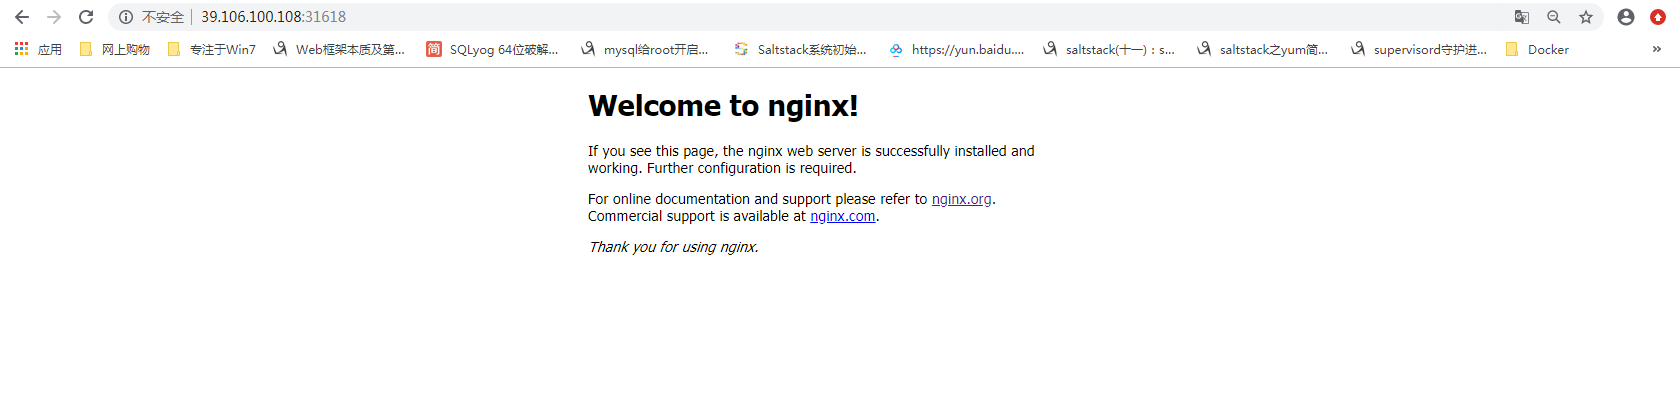 不安全 39.106.100.108:31618
应用 网上购物 专注于Win7 Web框架本质及第... SQLyog 64位破解... mysql给root开启... Saltstack系统初始... https://yun.baidu.... saltstack(十一)：s... saltstack之yum简... supervisord守护进... Docker »
Welcome to nginx!
If you see this page, the nginx web server is successfully installed and
working. Further configuration is required.
For online documentation and support please refer to nginx.org.
Commercial support is available at nginx.com.
Thank you for using nginx.